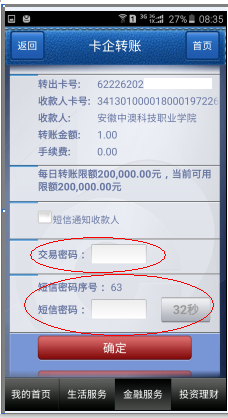 3G 3G 27% 08:35
返回 卡企转账 首页
转出卡号: 62226202
收款人卡号: 341301000018000197226
收款人: 安徽中澳科技职业学院
转账金额: 1.00
手续费: 0.00
每日转账限额200,000.00元，当前可用
限额200,000.00元
短信通知收款人
交易密码：
短信密码序号： 63
短信密码： 32秒
确定
我的首页 生活服务 金融服务 投资理财